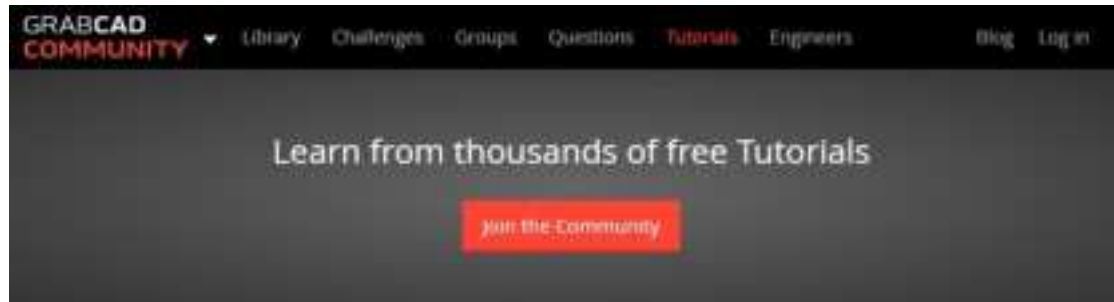 GRABCAD
COMMUNITY
Library Challenges Groups Questions Tutorials Engineers Blog Log in
Learn from thousands of free Tutorials
Join the Community